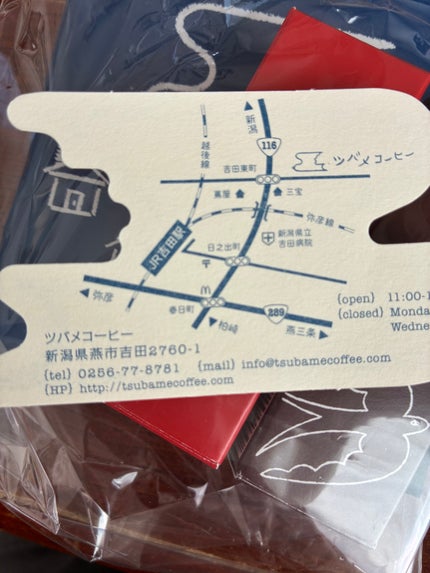 新潟
116
越後線
吉田東町
ツバメコーヒー
蔦屋
三宝
弥彦線
JR吉田駅
新潟県立
吉田病院
日之出町
〒
弥彦
春日町
柏崎
289
燕三条
{open} 11:00-1
{closed} Monda
Wedne
ツバメコーヒー
新潟県燕市吉田2760-1
{tel} 0256-77-8781 {mail} info@tsubamecoffee.com
{HP} http://tsubamecoffee.com